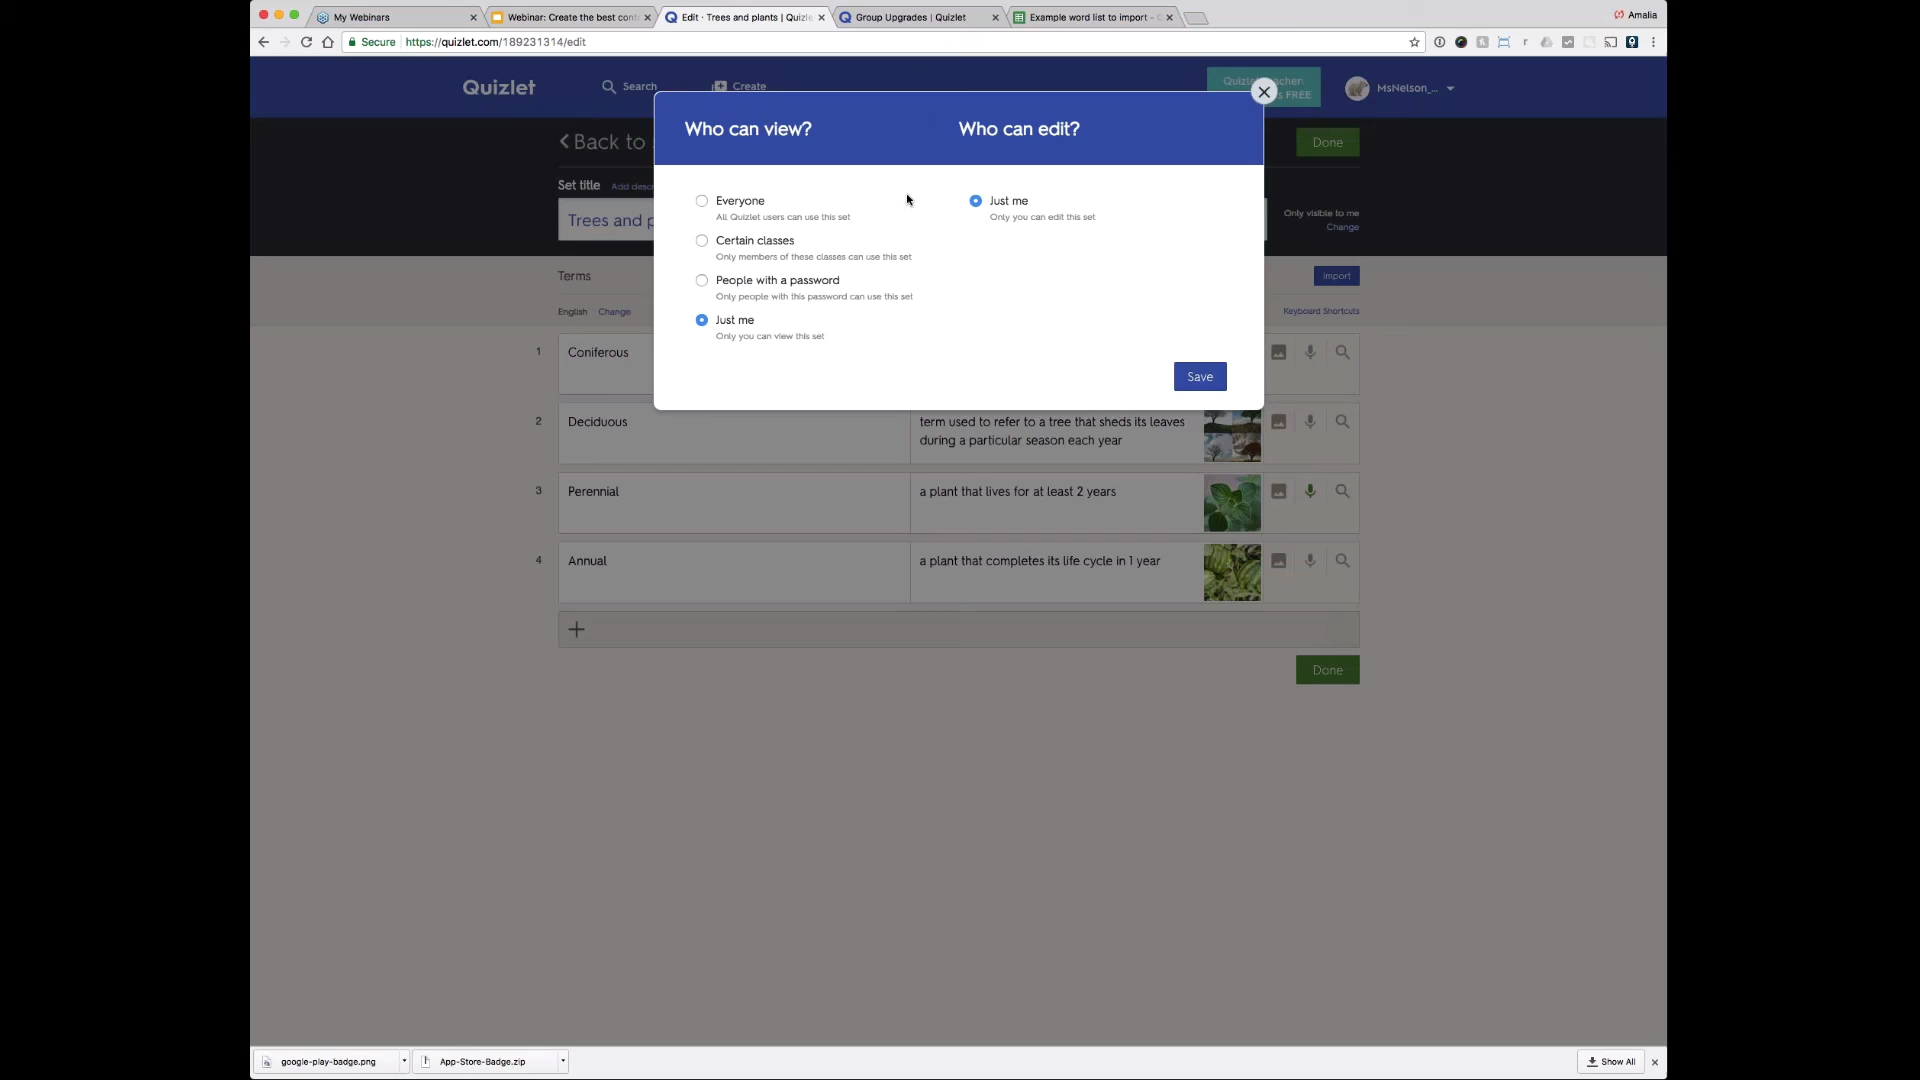 My Webinars
Webinar: Create the best cont
Edit · Trees and plants | Quizle
Group Upgrades | Quizlet
Example word list to import -
Amalia
Secure https://quizlet.com/189231314/edit
Quizlet
Search
Create
FREE
MsNelson_...
Who can view?
Who can edit?
Back to
Done
Set title
Trees and p
Only visible to me
Change
Everyone
All Quizlet users can use this set
Certain classes
Only members of these classes can use this set
People with a password
Only people with this password can use this set
Just me
Only you can view this set
Just me
Only you can edit this set
Save
Terms
Import
English Change
Keyboard Shortcuts
1 Coniferous
2 Deciduous
term used to refer to a tree that sheds its leaves
during a particular season each year
3 Perennial
a plant that lives for at least 2 years
4 Annual
a plant that completes its life cycle in 1 year
Done
google-play-badge.png
App-Store-Badge.zip
Show All